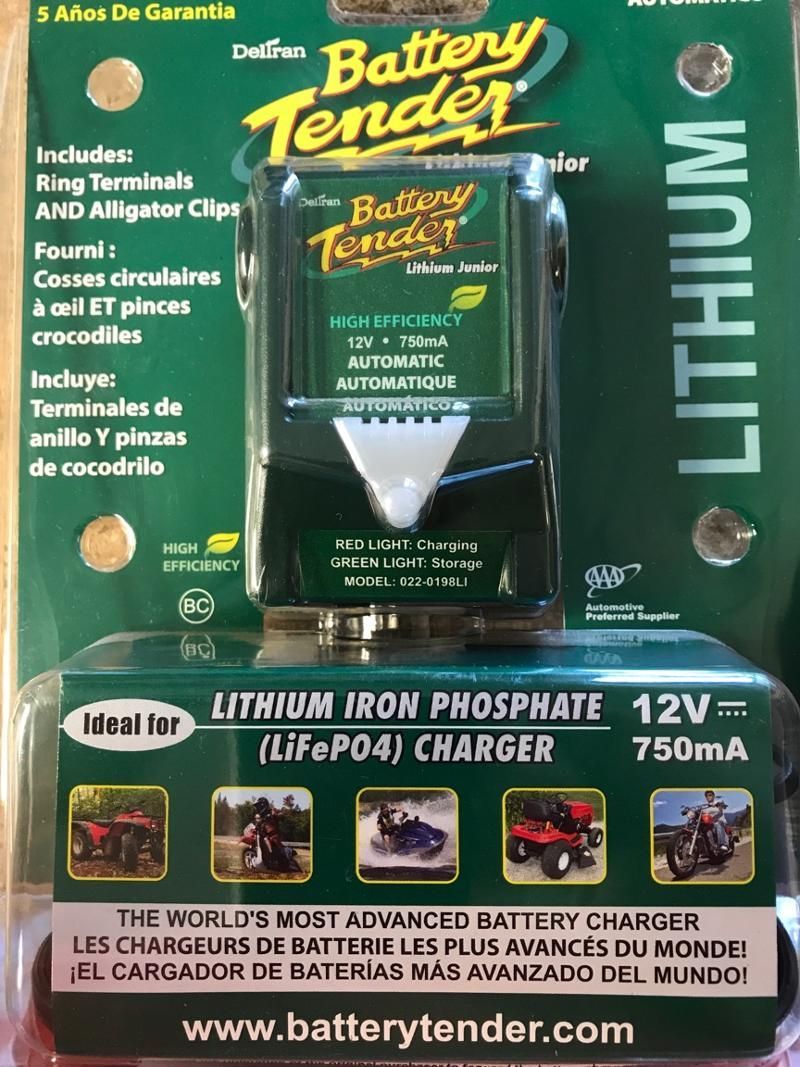 5 Años De Garantia
Deltran
Battery
Tender®
Includes:
Ring Terminals
AND Alligator Clips
Fourni :
Cosses circulaires
à œil ET pinces
crocodiles
Incluye:
Terminales de
anillo Y pinzas
de cocodrilo
LITHIUM
Deltran
Battery
Tender®
Lithium Junior
HIGH EFFICIENCY
12V • 750mA
AUTOMATIC
AUTOMATIQUE
AUTOMÁTICO
RED LIGHT: Charging
GREEN LIGHT: Storage
MODEL: 022-0198LI
HIGH
EFFICIENCY
BC
AAA
Automotive
Preferred Supplier
Ideal for
LITHIUM IRON PHOSPHATE
(LiFePO4) CHARGER
12V
750mA
THE WORLD'S MOST ADVANCED BATTERY CHARGER
LES CHARGEURS DE BATTERIE LES PLUS AVANCÉS DU MONDE!
¡EL CARGADOR DE BATERÍAS MÁS AVANZADO DEL MUNDO!
www.batterytender.com